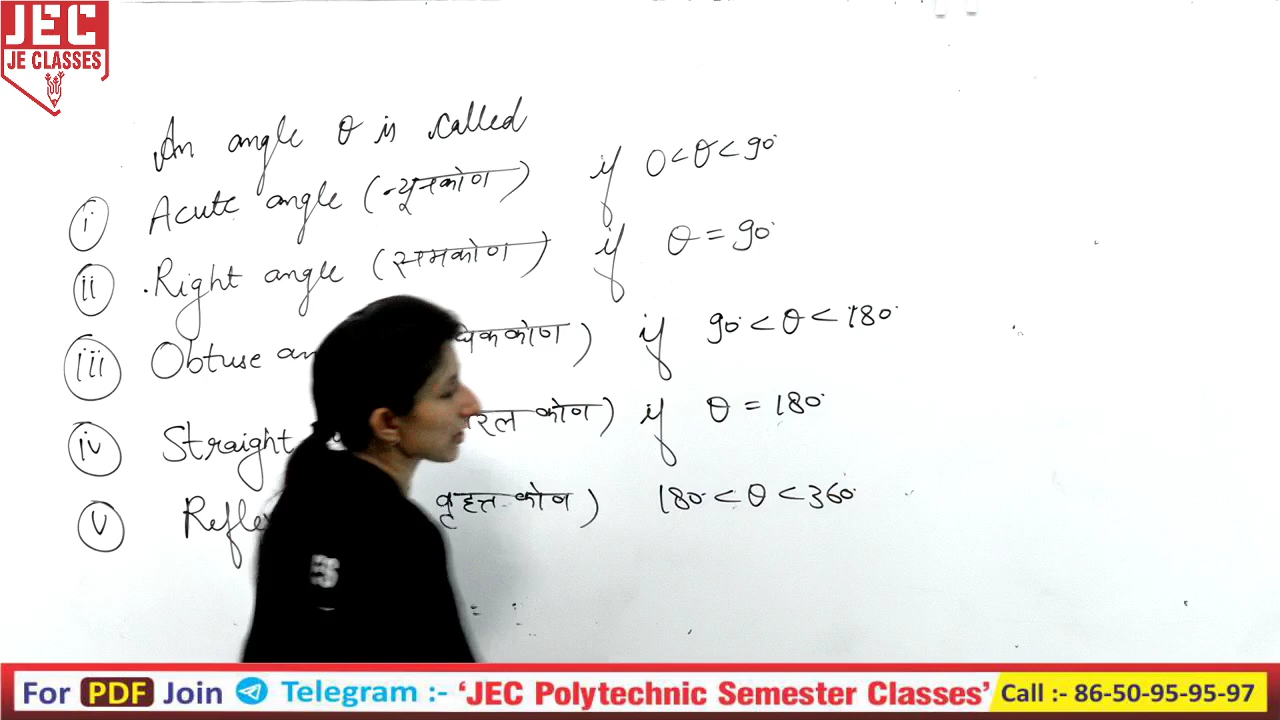 JEC
JE CLASSES
An angle θ is called
(i) Acute angle (न्यूनकोण) if 0 < θ < 90°
(ii) Right angle (समकोण) if θ = 90°
(iii) Obtuse an िककोण) if 90° < θ < 180°
(iv) Straight रल कोण) if θ = 180°
(v) Refle वृहत्त कोण) 180° < θ < 360°
For PDF Join Telegram :- 'JEC Polytechnic Semester Classes' Call :- 86-50-95-95-97